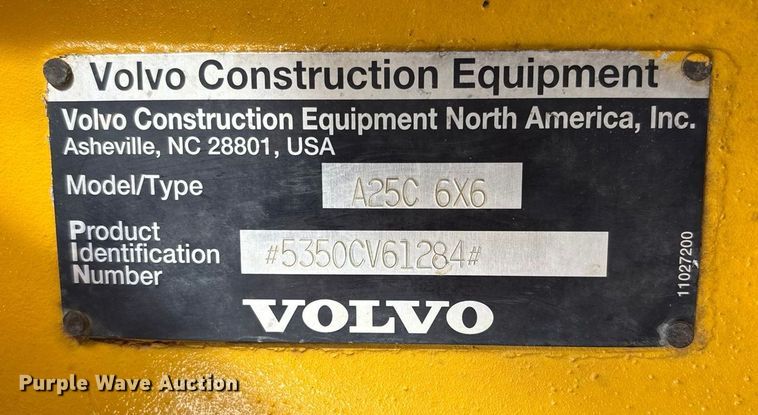 Volvo Construction Equipment
Volvo Construction Equipment North America, Inc.
Asheville, NC 28801, USA
Model/Type A25C 6X6
Product
Identification #5350CV61284#
Number
VOLVO
11027200
Purple Wave Auction